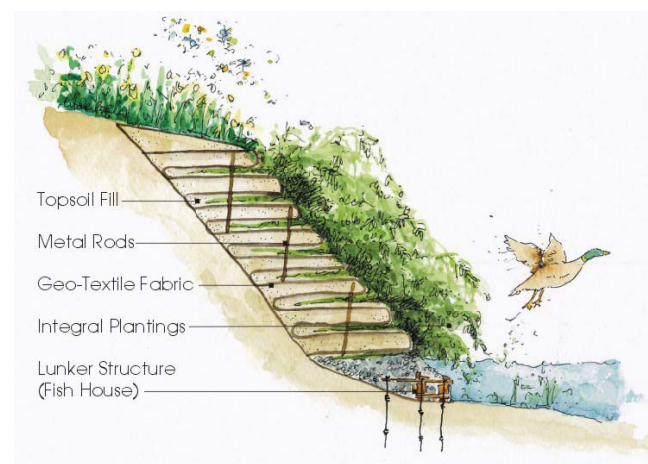 Topsoil Fill
Metal Rods
Geo-Textile Fabric
Integral Plantings
Lunker Structure
(Fish House)